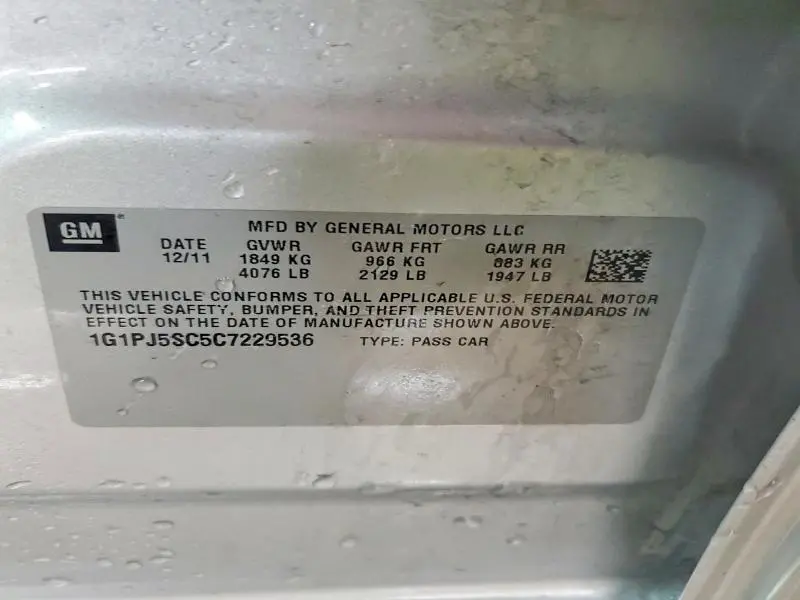 GM
MFD BY GENERAL MOTORS LLC
DATE GVWR GAWR FRT GAWR RR
12/11 1849 KG 966 KG 883 KG
4076 LB 2129 LB 1947 LB
THIS VEHICLE CONFORMS TO ALL APPLICABLE U.S. FEDERAL MOTOR
VEHICLE SAFETY, BUMPER, AND THEFT PREVENTION STANDARDS IN
EFFECT ON THE DATE OF MANUFACTURE SHOWN ABOVE.
1G1PJ5SC5C7229536 TYPE: PASS CAR